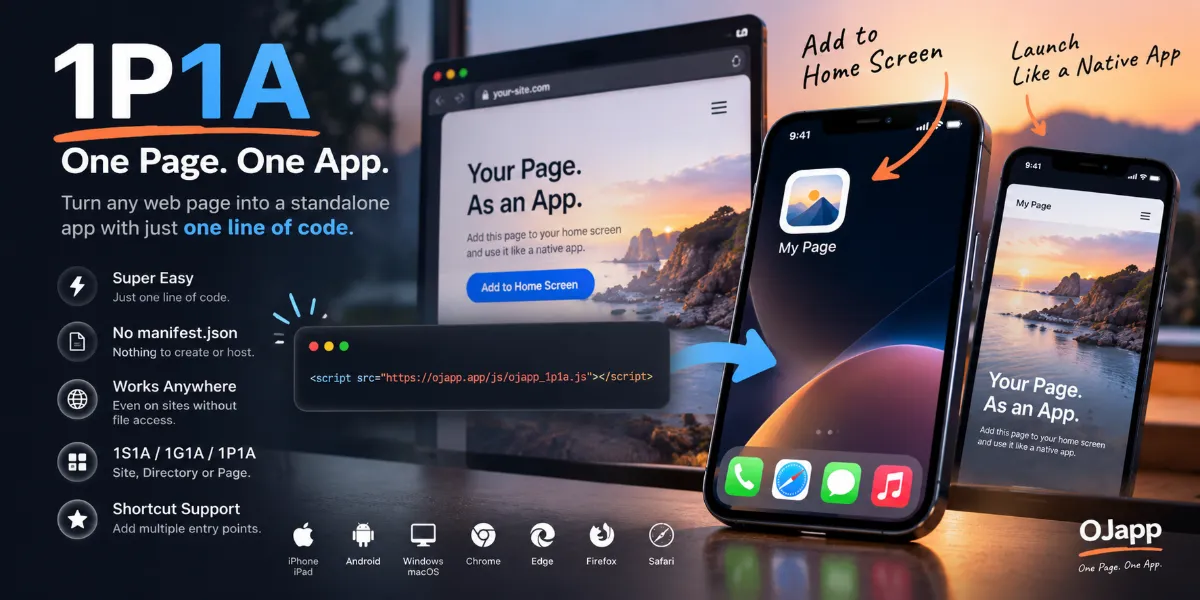 1P1A
One Page. One App.
Turn any web page into a standalone
app with just one line of code.
Super Easy
Just one line of code.
No manifest.json
Nothing to create or host.
Works Anywhere
Even on sites without
file access.
1S1A / 1G1A / 1P1A
Site, Directory or Page.
Shortcut Support
Add multiple entry points.
your-site.com
Your Page.
As an App.
Add this page to your home screen
and use it like a native app.
Add to Home Screen
<script src="https://ojapp.app/js/ojapp_1p1a.js"></script>
Add to
Home Screen
9:41
My Page
Launch
Like a Native App
9:41
My Page
Your Page.
As an App.
Add this page to your home screen
and use it like a native app.
iPhone
iPad
Android
Windows
macOS
Chrome
Edge
Firefox
Safari
OJapp
One Page. One App.